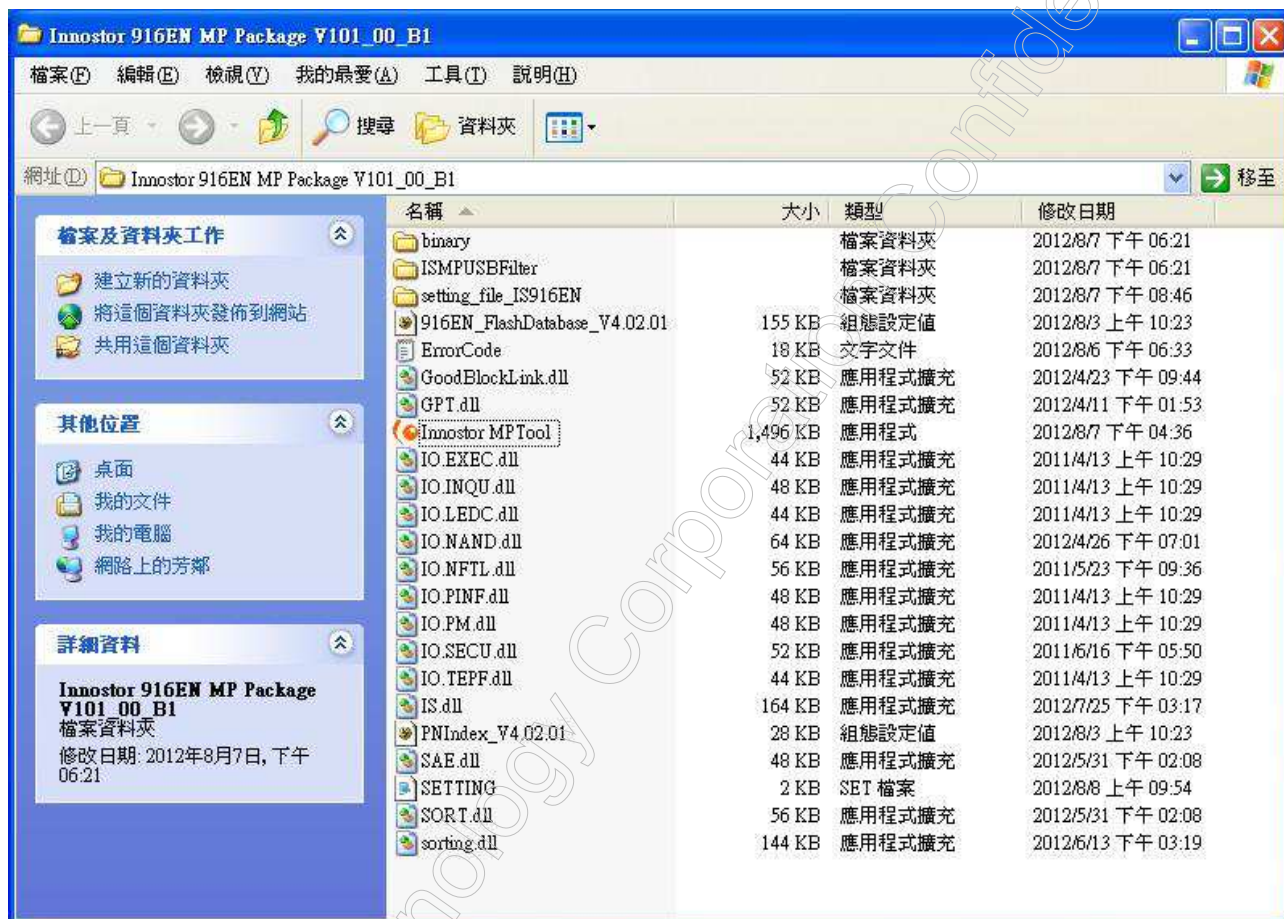 Innostor 916EN MP Package V101_00_B1
檔案(F) 編輯(E) 檢視(V) 我的最愛(A) 工具(T) 說明(H)
上一頁 搜尋 資料夾
網址(D) Innostor 916EN MP Package V101_00_B1 移至
檔案及資料夾工作
建立新的資料夾
將這個資料夾發佈到網站
共用這個資料夾
其他位置
桌面
我的文件
我的電腦
網路上的芳鄰
詳細資料
Innostor 916EN MP Package
V101_00_B1
檔案資料夾
修改日期: 2012年8月7日, 下午
06:21
名稱 大小 類型 修改日期
binary 檔案資料夾 2012/8/7 下午 06:21
ISMPUSBFilter 檔案資料夾 2012/8/7 下午 06:21
setting_file_IS916EN 檔案資料夾 2012/8/7 下午 08:46
916EN_FlashDatabase_V4.02.01 155 KB 組態設定值 2012/8/3 上午 10:23
ErrorCode 18 KB 文字文件 2012/8/6 下午 06:33
GoodBlockLink.dll 52 KB 應用程式擴充 2012/4/23 下午 09:44
GPT.dll 52 KB 應用程式擴充 2012/4/11 下午 01:53
Innostor MPTool 1,496 KB 應用程式 2012/8/7 下午 04:36
IO.EXEC.dll 44 KB 應用程式擴充 2011/4/13 上午 10:29
IO.INQU.dll 48 KB 應用程式擴充 2011/4/13 上午 10:29
IO.LEDC.dll 44 KB 應用程式擴充 2011/4/13 上午 10:29
IO.NAND.dll 64 KB 應用程式擴充 2012/4/26 下午 07:01
IO.NFTL.dll 56 KB 應用程式擴充 2011/5/23 下午 09:36
IO.PINF.dll 48 KB 應用程式擴充 2011/4/13 上午 10:29
IO.PM.dll 48 KB 應用程式擴充 2011/4/13 上午 10:29
IO.SECU.dll 52 KB 應用程式擴充 2011/6/16 下午 05:50
IO.TEPF.dll 44 KB 應用程式擴充 2011/4/13 上午 10:29
IS.dll 164 KB 應用程式擴充 2012/7/25 下午 03:17
PNIndex_V4.02.01 28 KB 組態設定值 2012/8/3 上午 10:23
SAE.dll 48 KB 應用程式擴充 2012/5/31 下午 02:08
SETTING 2 KB SET 檔案 2012/8/8 上午 09:54
SORT.dll 56 KB 應用程式擴充 2012/5/31 下午 02:08
sorting.dll 144 KB 應用程式擴充 2012/6/13 下午 03:19
nology Corporatio Confide